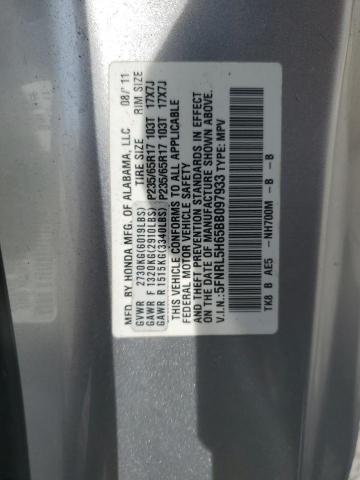 MFD. BY HONDA MFG. OF ALABAMA, LLC 08/11
TIRE SIZE RIM SIZE
GVWR 2730KG(6019LBS)
GAWR F 1320KG(2910LBS) P235/65R17 103T 17X7J
GAWR R 1515KG(3340LBS) P235/65R17 103T 17X7J
THIS VEHICLE CONFORMS TO ALL APPLICABLE
FEDERAL MOTOR VEHICLE SAFETY, BUMPER,
AND THEFT PREVENTION STANDARDS IN EFFECT
ON THE DATE OF MANUFACTURE SHOWN ABOVE.
V.I.N.: 5FNRL5H65BB097933 TYPE: MPV
TK8 B AE5 -NH700M -B -B